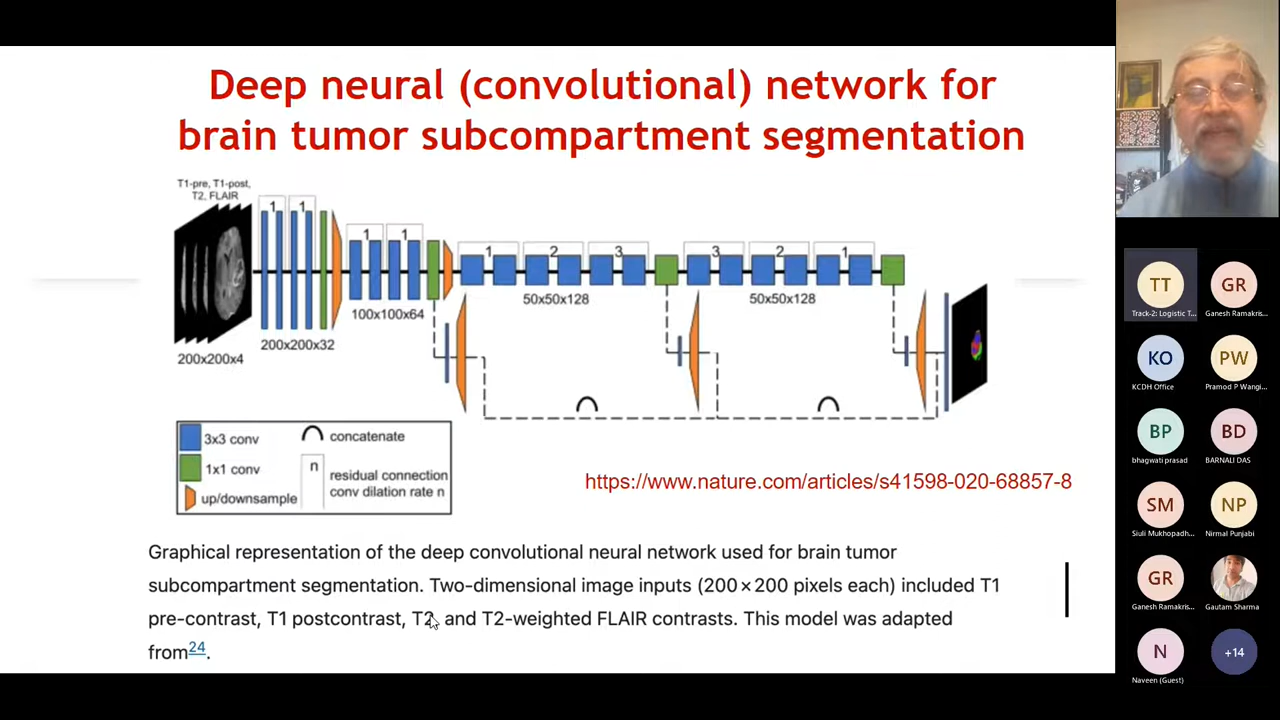 Deep neural (convolutional) network for
brain tumor subcompartment segmentation
T1-pre, T1-post,
T2, FLAIR
1 1
1 1
1 2 3
3 2 1
200x200x4
200x200x32
100x100x64
50x50x128
50x50x128
3x3 conv
1x1 conv
up/downsample
concatenate
n
residual connection
conv dilation rate n
https://www.nature.com/articles/s41598-020-68857-8
Graphical representation of the deep convolutional neural network used for brain tumor
subcompartment segmentation. Two-dimensional image inputs (200 × 200 pixels each) included T1
pre-contrast, T1 postcontrast, T2, and T2-weighted FLAIR contrasts. This model was adapted
from24.
TT
Track-2: Logistic T...
GR
Ganesh Ramakris...
KO
KCDH Office
PW
Pramod P Wangi...
BP
bhagwati prasad
BD
BARNALI DAS
SM
Siuli Mukhopadh...
NP
Nirmal Punjabi
GR
Ganesh Ramakris...
Gautam Sharma
N
Naveen (Guest)
+14